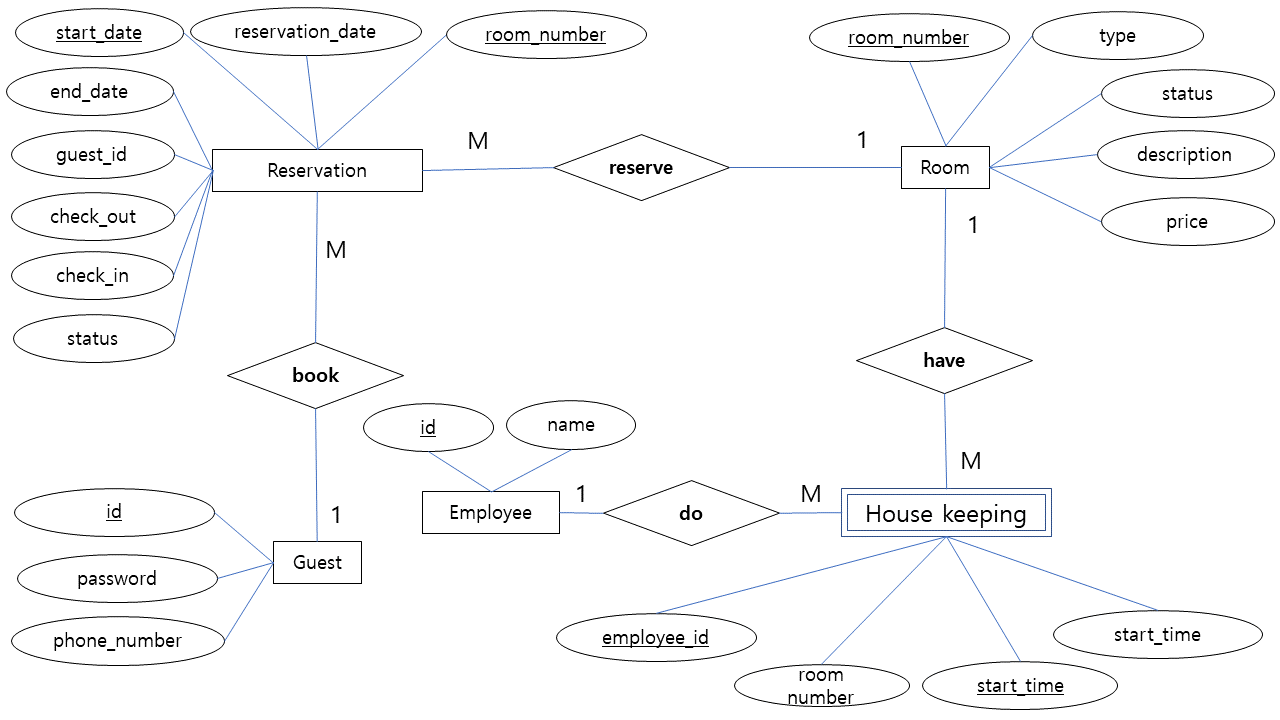 start_date
reservation_date
room_number
room_number
type
end_date
status
guest_id
M
1
description
Reservation
reserve
Room
check_out
price
M
1
check_in
status
book
have
id
name
M
id
1
M
Employee
do
House keeping
1
Guest
password
phone_number
employee_id
start_time
room
number
start_time